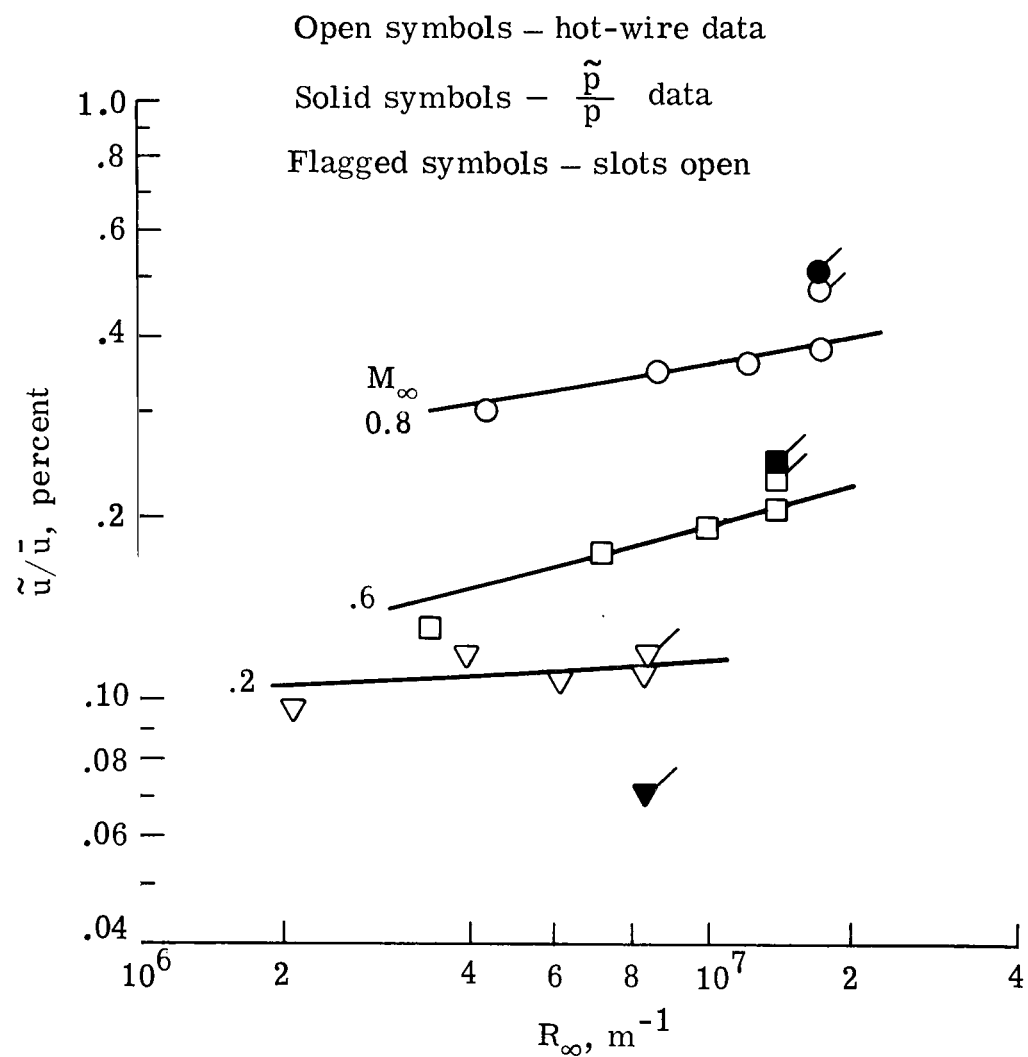 Open symbols – hot-wire data
Solid symbols – p̃/p data
Flagged symbols – slots open
1.0
.8
.6
.4
.2
.10
.08
.06
.04
ũ/ū, percent
M∞
0.8
.6
.2
10⁶ 2 4 6 8 10⁷ 2 4
R∞, m⁻¹